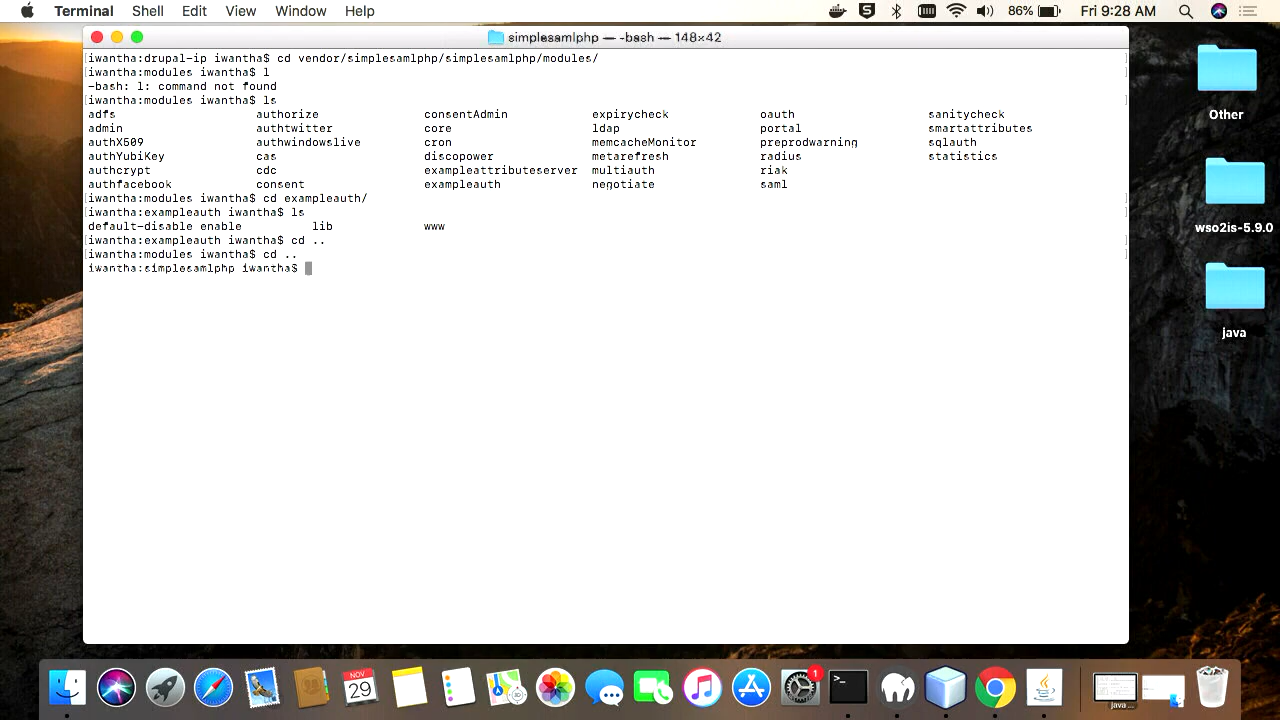 Terminal Shell Edit View Window Help 86% Fri 9:28 AM
simplesamlphp — -bash — 148×42
[iwantha:drupal-ip iwantha$ cd vendor/simplesamlphp/simplesamlphp/modules/ ]
[iwantha:modules iwantha$ l ]
-bash: l: command not found
[iwantha:modules iwantha$ ls ]
adfs authorize consentAdmin expirycheck oauth sanitycheck
admin authtwitter core ldap portal smartattributes
authX509 authwindowslive cron memcacheMonitor preprodwarning sqlauth
authYubiKey cas discopower metarefresh radius statistics
authcrypt cdc exampleattributeserver multiauth riak
authfacebook consent exampleauth negotiate saml
[iwantha:modules iwantha$ cd exampleauth/ ]
[iwantha:exampleauth iwantha$ ls ]
default-disable enable lib www
[iwantha:exampleauth iwantha$ cd .. ]
[iwantha:modules iwantha$ cd .. ]
iwantha:simplesamlphp iwantha$
Other
wso2is-5.9.0
java
NOV
29
1
>_
java ...